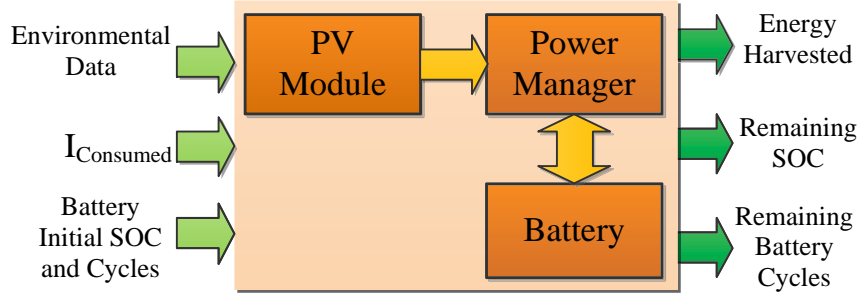 Environmental
Data
I Consumed
Battery
Initial SOC
and Cycles
PV
Module
Power
Manager
Battery
Energy
Harvested
Remaining
SOC
Remaining
Battery
Cycles